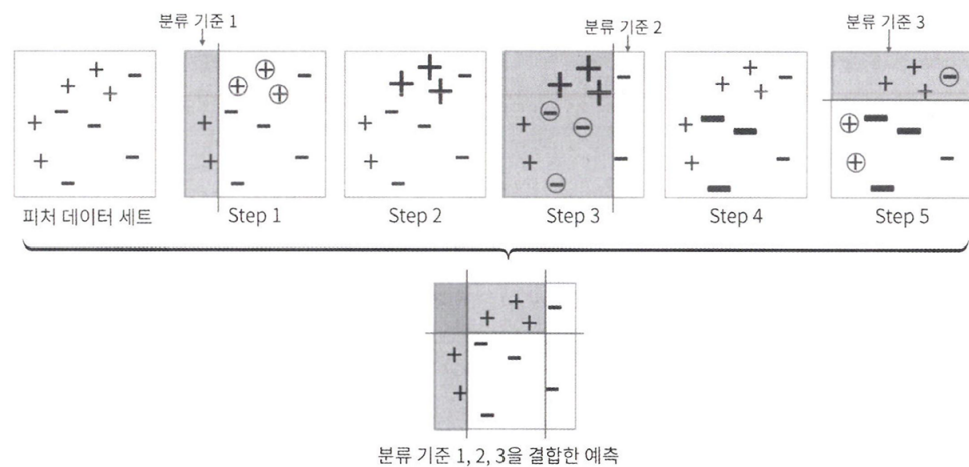 분류 기준 1
분류 기준 2
분류 기준 3
피처 데이터 세트
Step 1
Step 2
Step 3
Step 4
Step 5
분류 기준 1, 2, 3을 결합한 예측